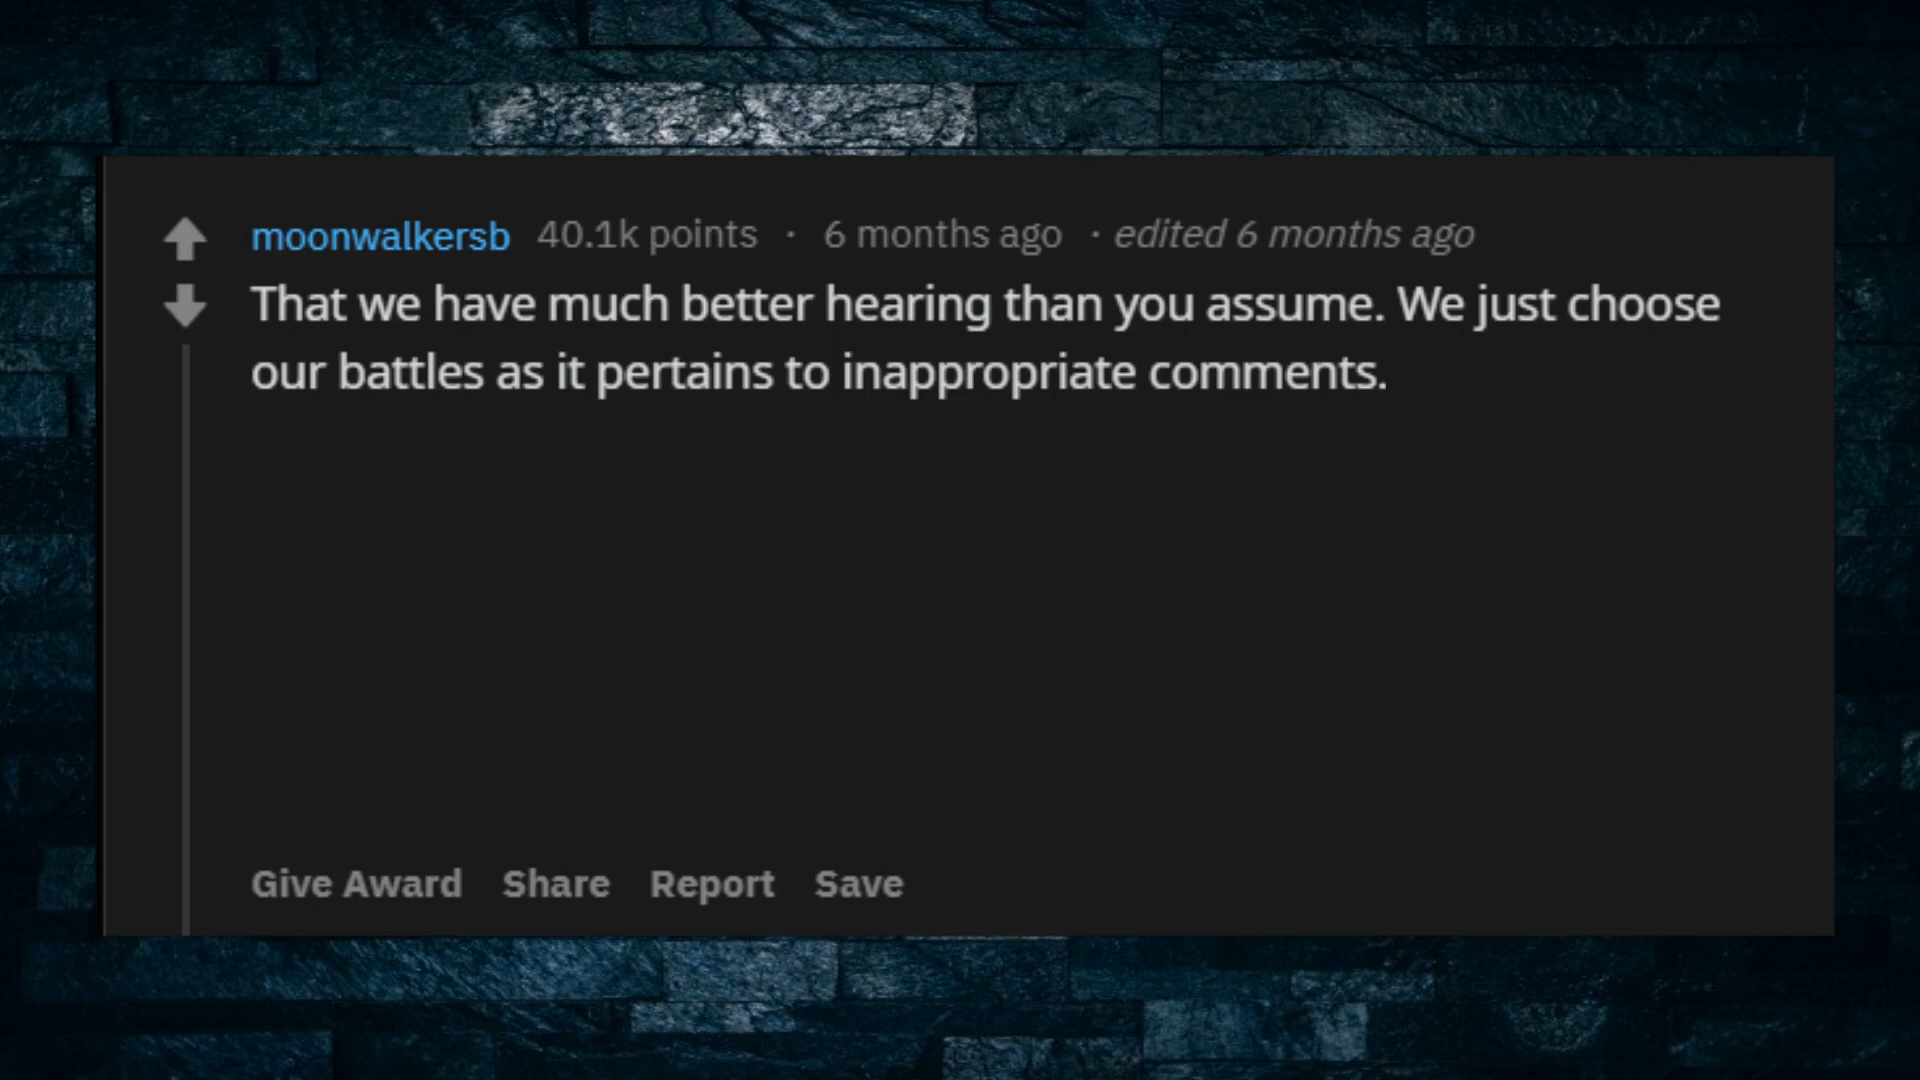 moonwalkersb 40.1k points · 6 months ago · edited 6 months ago
That we have much better hearing than you assume. We just choose
our battles as it pertains to inappropriate comments.
Give Award Share Report Save